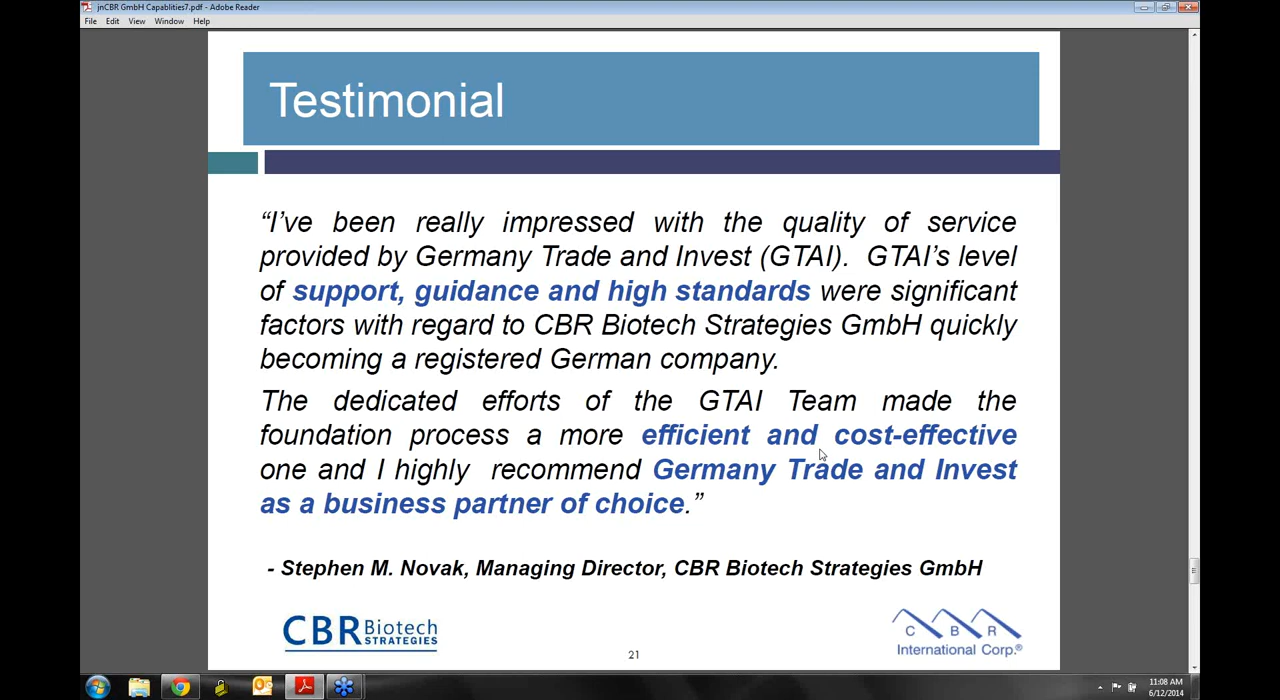 jnCBR GmbH Capablities7.pdf - Adobe Reader
File Edit View Window Help
Testimonial
“I’ve been really impressed with the quality of service
provided by Germany Trade and Invest (GTAI). GTAI’s level
of support, guidance and high standards were significant
factors with regard to CBR Biotech Strategies GmbH quickly
becoming a registered German company.
The dedicated efforts of the GTAI Team made the
foundation process a more efficient and cost-effective
one and I highly recommend Germany Trade and Invest
as a business partner of choice.”
- Stephen M. Novak, Managing Director, CBR Biotech Strategies GmbH
CBR Biotech STRATEGIES
21
C B R
International Corp.®
11:08 AM
6/12/2014